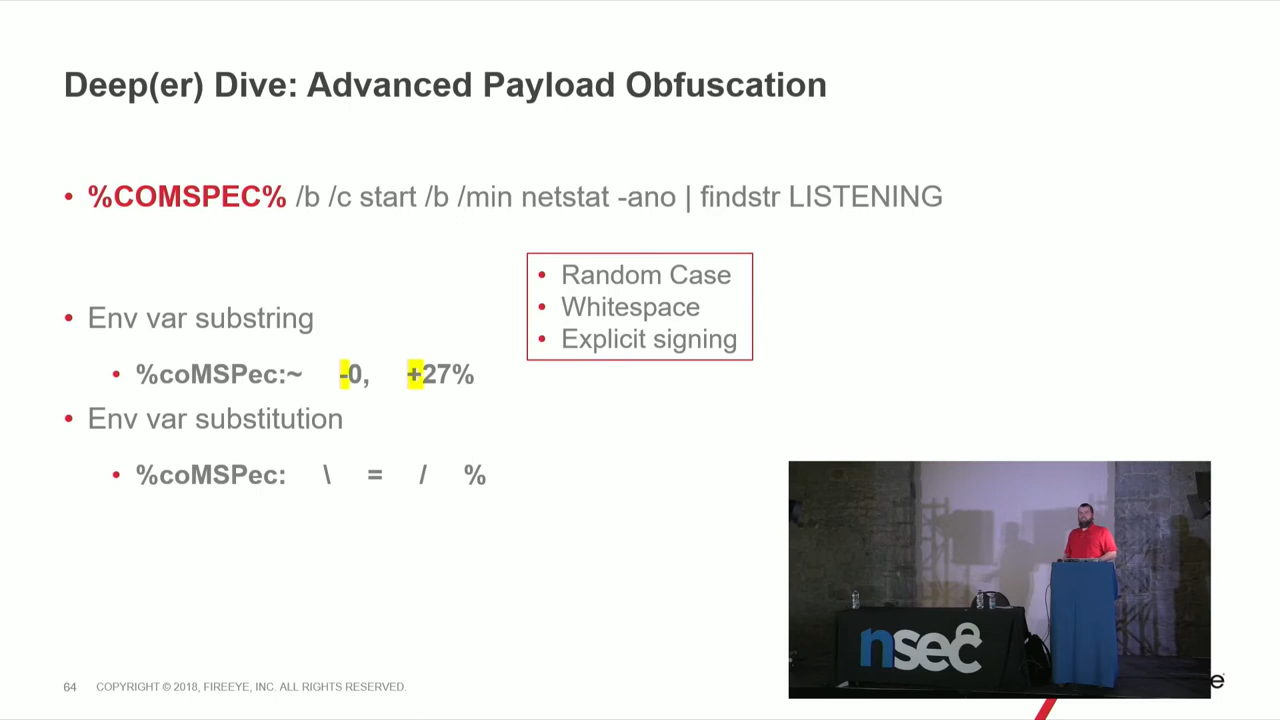 Deep(er) Dive: Advanced Payload Obfuscation
• %COMSPEC% /b /c start /b /min netstat -ano | findstr LISTENING
• Random Case
• Whitespace
• Explicit signing
• Env var substring
• %coMSPec:~ -0, +27%
• Env var substitution
• %coMSPec: \ = / %
nsec
64 COPYRIGHT © 2018, FIREEYE, INC. ALL RIGHTS RESERVED.